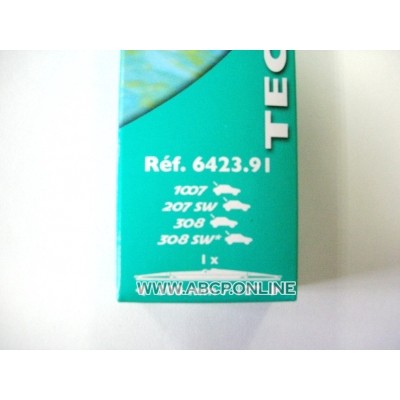 TEC
Réf. 6423.91
1007
207 SW
308
308 SW*
1 x
WWW.ABCP.ONLINE